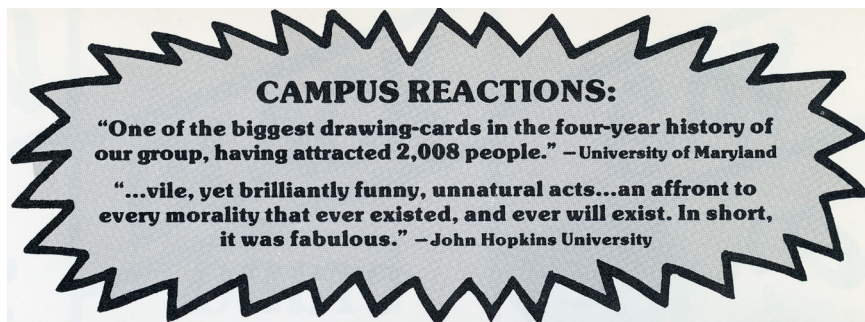 CAMPUS REACTIONS:
“One of the biggest drawing-cards in the four-year history of
our group, having attracted 2,008 people.” —University of Maryland
“...vile, yet brilliantly funny, unnatural acts...an affront to
every morality that ever existed, and ever will exist. In short,
it was fabulous.” —John Hopkins University